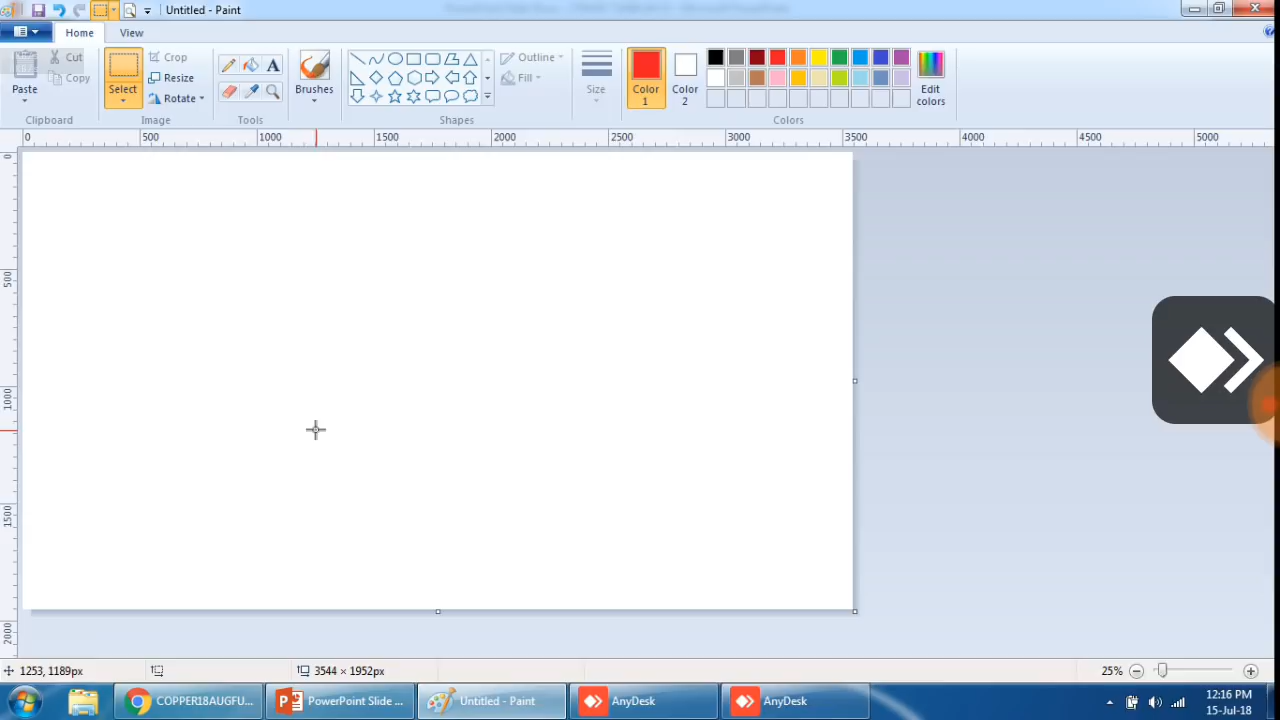 Untitled - Paint
Home
View
Paste
Cut
Copy
Clipboard
Select
Crop
Resize
Rotate
Image
A
Tools
Brushes
Outline
Fill
Shapes
Size
Color 1
Color 2
Edit colors
Colors
0 500 1000 1500 2000 2500 3000 3500 4000 4500 5000
0
500
1000
1500
2000
1253, 1189px
3544 × 1952px
25%
COPPER18AUGFU...
PowerPoint Slide ...
Untitled - Paint
AnyDesk
AnyDesk
12:16 PM
15-Jul-18